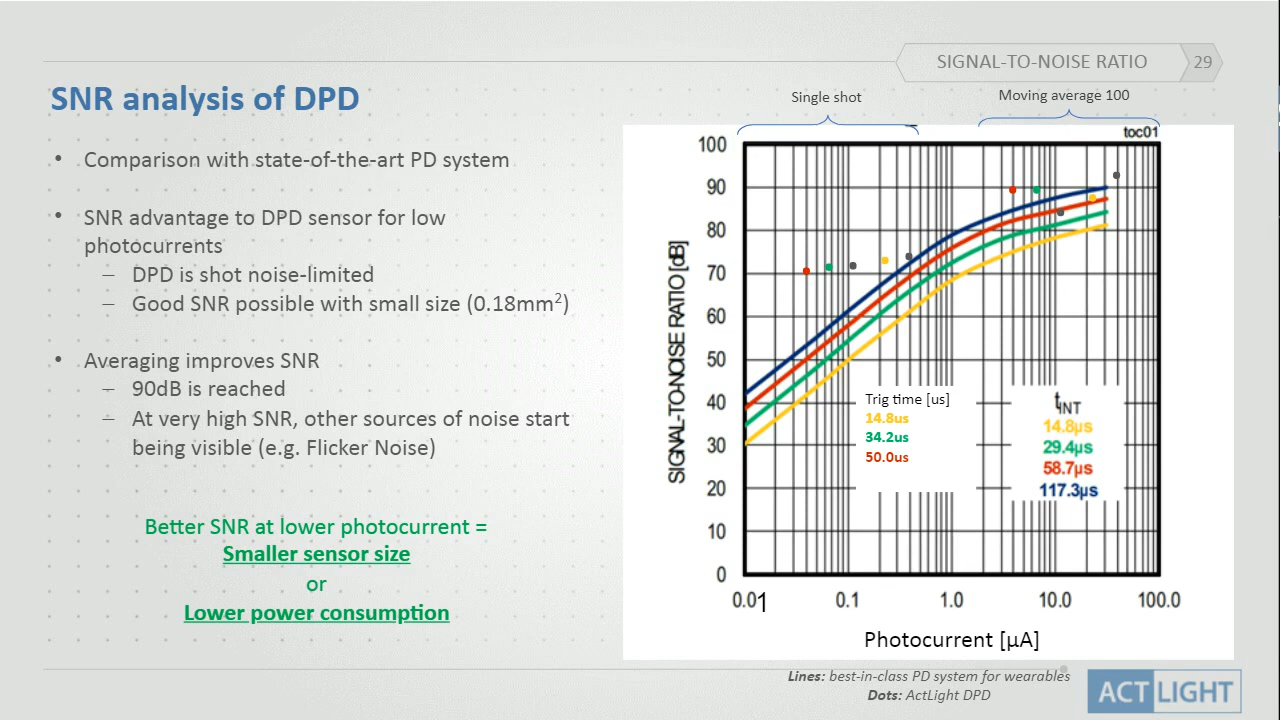 SIGNAL-TO-NOISE RATIO 29
SNR analysis of DPD
• Comparison with state-of-the-art PD system
• SNR advantage to DPD sensor for low
photocurrents
– DPD is shot noise-limited
– Good SNR possible with small size (0.18mm²)
• Averaging improves SNR
– 90dB is reached
– At very high SNR, other sources of noise start
being visible (e.g. Flicker Noise)
Better SNR at lower photocurrent =
Smaller sensor size
or
Lower power consumption
Single shot
Moving average 100
toc01
SIGNAL-TO-NOISE RATIO [dB]
100
90
80
70
60
50
40
30
20
10
0
Trig time [us]
14.8us
34.2us
50.0us
tINT
14.8µs
29.4µs
58.7µs
117.3µs
0.01 0.1 1.0 10.0 100.0
Photocurrent [µA]
Lines: best-in-class PD system for wearables
Dots: ActLight DPD
ACT LIGHT